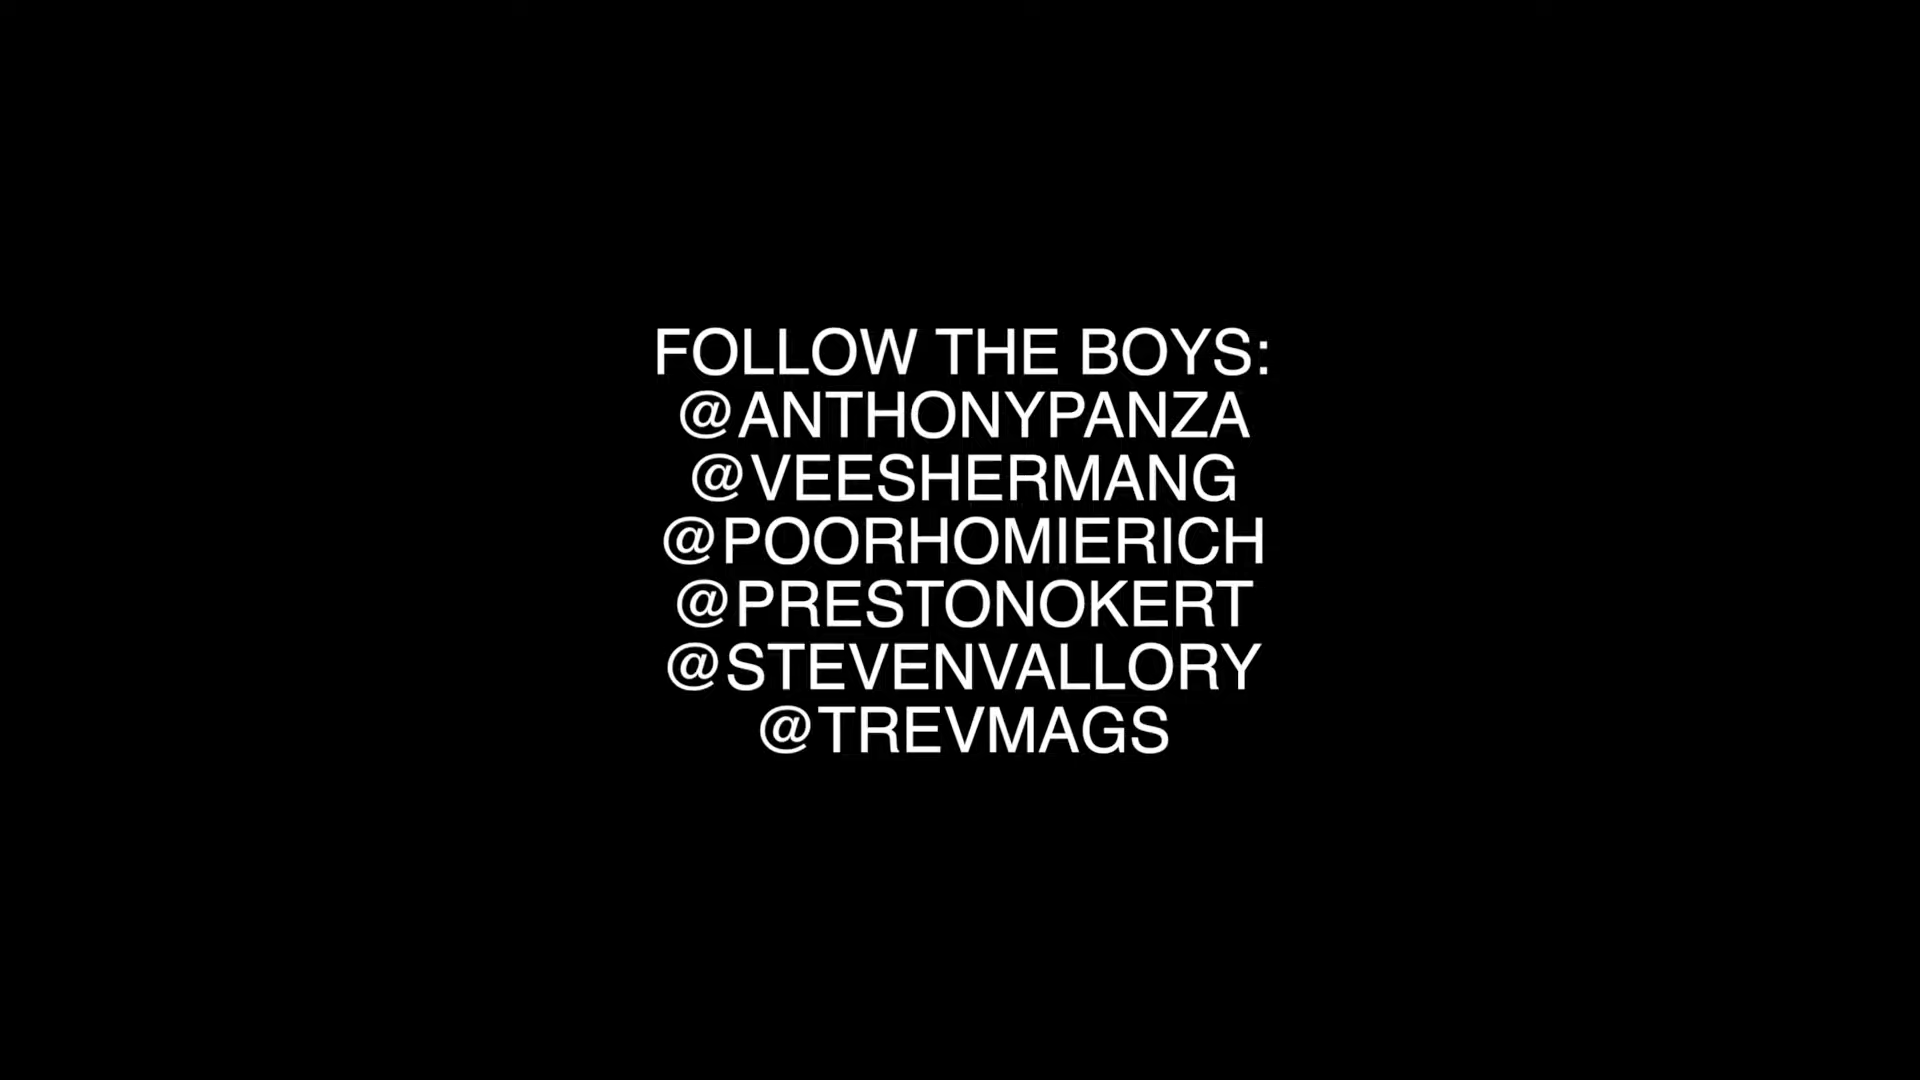 FOLLOW THE BOYS:
@ANTHONYPANZA
@VEESHERMANG
@POORHOMIERICH
@PRESTONOKERT
@STEVENVALLORY
@TREVMAGS